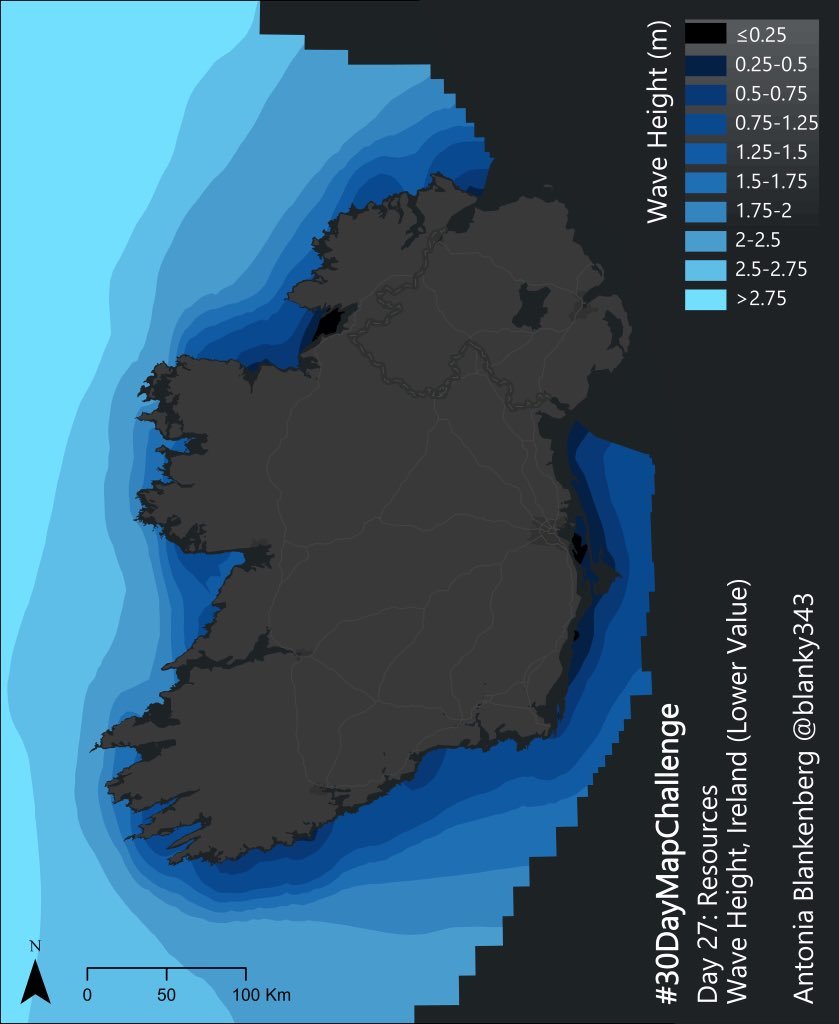 Wave Height (m)
≤0.25
0.25-0.5
0.5-0.75
0.75-1.25
1.25-1.5
1.5-1.75
1.75-2
2-2.5
2.5-2.75
>2.75
#30DayMapChallenge
Day 27: Resources
Wave Height, Ireland (Lower Value)
Antonia Blankenberg @blanky343
N
0 50 100 Km